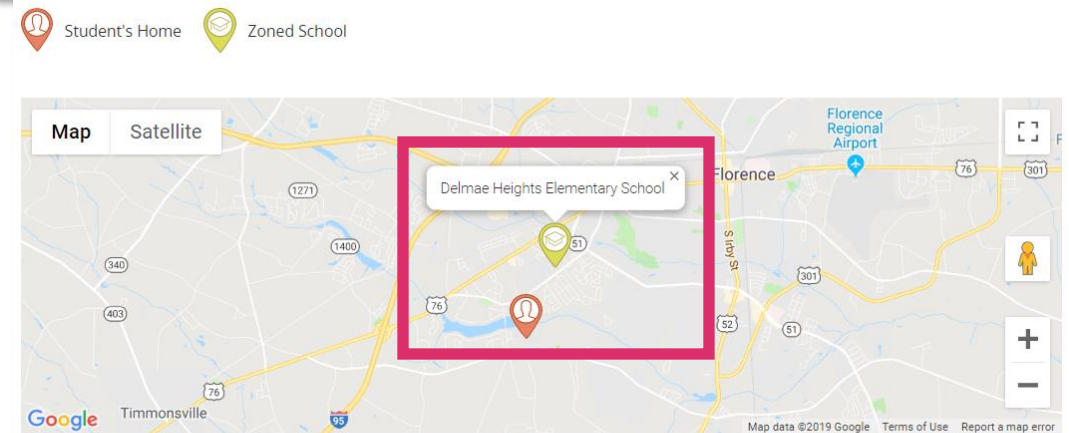 Student's Home
Zoned School
Map
Satellite
Florence
Regional
Airport
Delmae Heights Elementary School
×
Florence
76
301
F
1271
51
1400
S Irby St
340
301
403
76
52
51
76
95
Timmonsville
Google
Map data ©2019 Google
Terms of Use
Report a map error